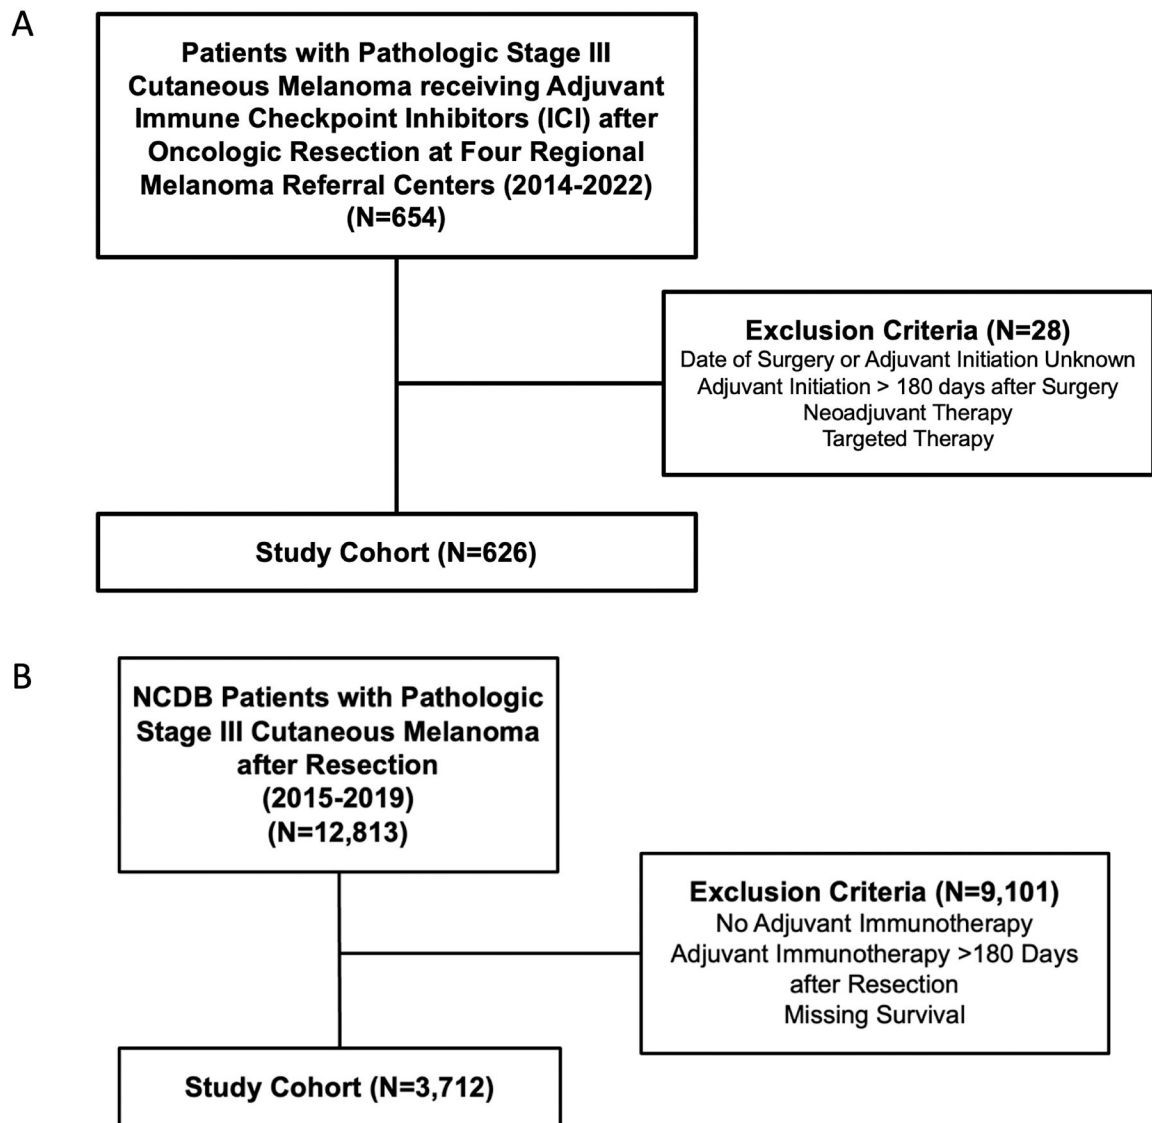 A
Patients with Pathologic Stage III
Cutaneous Melanoma receiving Adjuvant
Immune Checkpoint Inhibitors (ICI) after
Oncologic Resection at Four Regional
Melanoma Referral Centers (2014-2022)
(N=654)
Exclusion Criteria (N=28)
Date of Surgery or Adjuvant Initiation Unknown
Adjuvant Initiation > 180 days after Surgery
Neoadjuvant Therapy
Targeted Therapy
Study Cohort (N=626)
B
NCDB Patients with Pathologic
Stage III Cutaneous Melanoma
after Resection
(2015-2019)
(N=12,813)
Exclusion Criteria (N=9,101)
No Adjuvant Immunotherapy
Adjuvant Immunotherapy >180 Days
after Resection
Missing Survival
Study Cohort (N=3,712)